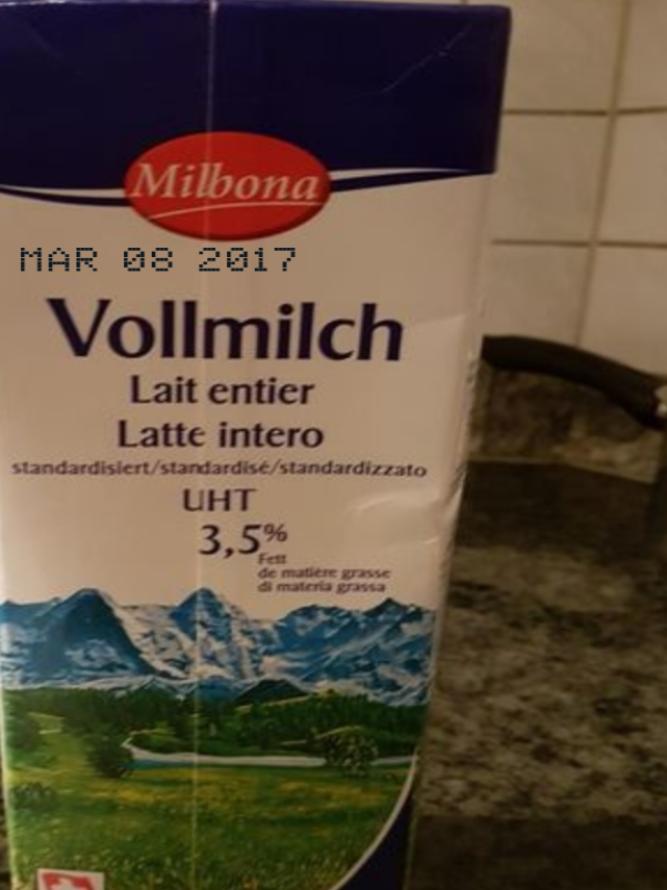 Milbona
MAR 08 2017
Vollmilch
Lait entier
Latte intero
standardisiert/standardisé/standardizzato
UHT
3,5%
Fett
de matière grasse
di materia grassa